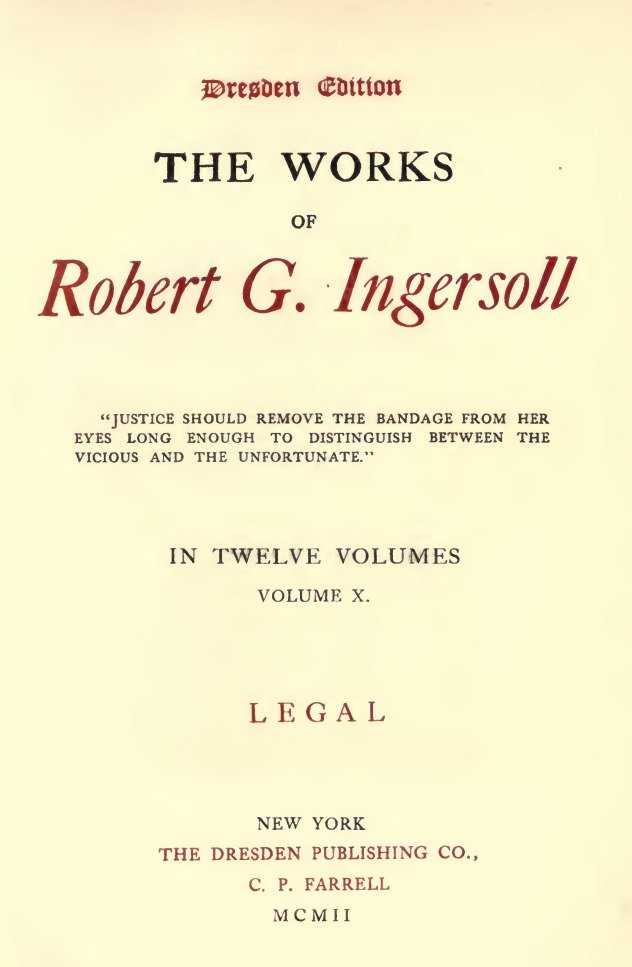 Dresden Edition
THE WORKS
OF
Robert G. Ingersoll
“JUSTICE SHOULD REMOVE THE BANDAGE FROM HER
EYES LONG ENOUGH TO DISTINGUISH BETWEEN THE
VICIOUS AND THE UNFORTUNATE.”
IN TWELVE VOLUMES
VOLUME X.
LEGAL
NEW YORK
THE DRESDEN PUBLISHING CO.,
C. P. FARRELL
MCMII